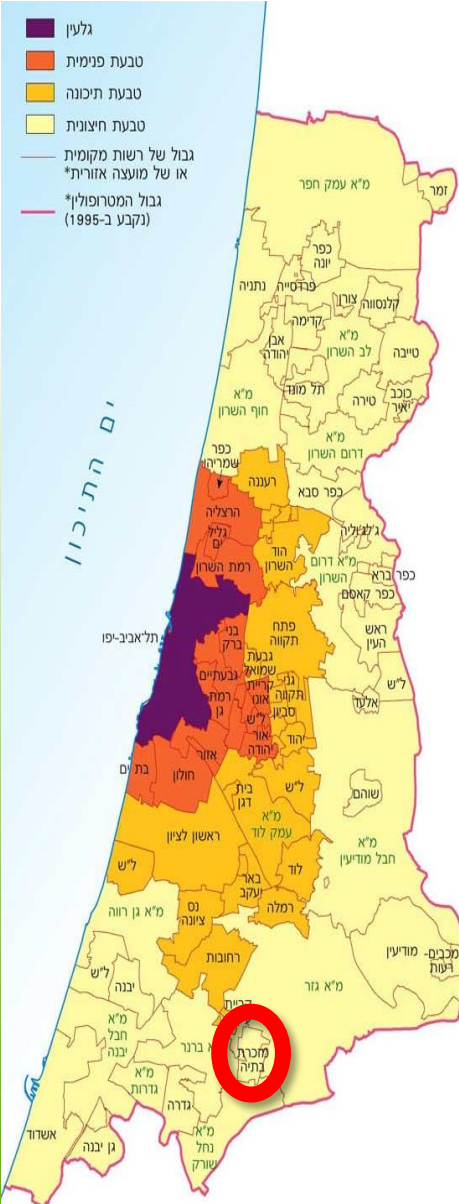 גלעין
טבעת פנימית
טבעת תיכונה
טבעת חיצונית
גבול של רשות מקומית
או של מועצה אזורית*
גבול המטרופולין*
(נקבע ב-1995)
ים התיכון
מ"א עמק חפר
זמר
כפר
יונה
נתניה
פרדסייה
צורן
קלנסווה
קדימה
אבן
יהודה
מ"א
לב השרון
טייבה
תל מונד
מ"א
חוף השרון
טירה
כוכב
יאיר
מ"א
דרום השרון
כפר
שמריהו
רעננה
כפר סבא
הרצליה
גליל
ים
הוד
השרון
ג'לג'וליה
רמת השרון
מ"א דרום
השרון
כפר ברא
כפר קאסם
תל-אביב-יפו
בני
ברק
פתח
תקווה
ראש
העין
גבעת
שמואל
גבעתיים
קריית
אונו
גני
תקווה
ל"ש
רמת
גן
סביון
אלעד
ל"ש
אור
יהודה
יהוד
אזור
בת ים
חולון
בית
דגן
ל"ש
שוהם
מ"א
עמק לוד
ראשון לציון
מ"א
חבל מודיעין
ל"ש
לוד
באר
יעקב
נס
ציונה
רמלה
מ"א גן רווה
רחובות
מודיעין
מכבים-
רעות
ל"ש
יבנה
מ"א גזר
קריית
מ"א
חבל
יבנה
א ברנר
מזכרת
בתיה
מ"א
גדרות
גדרה
אשדוד
גן יבנה
מ"א
נחל
שורק